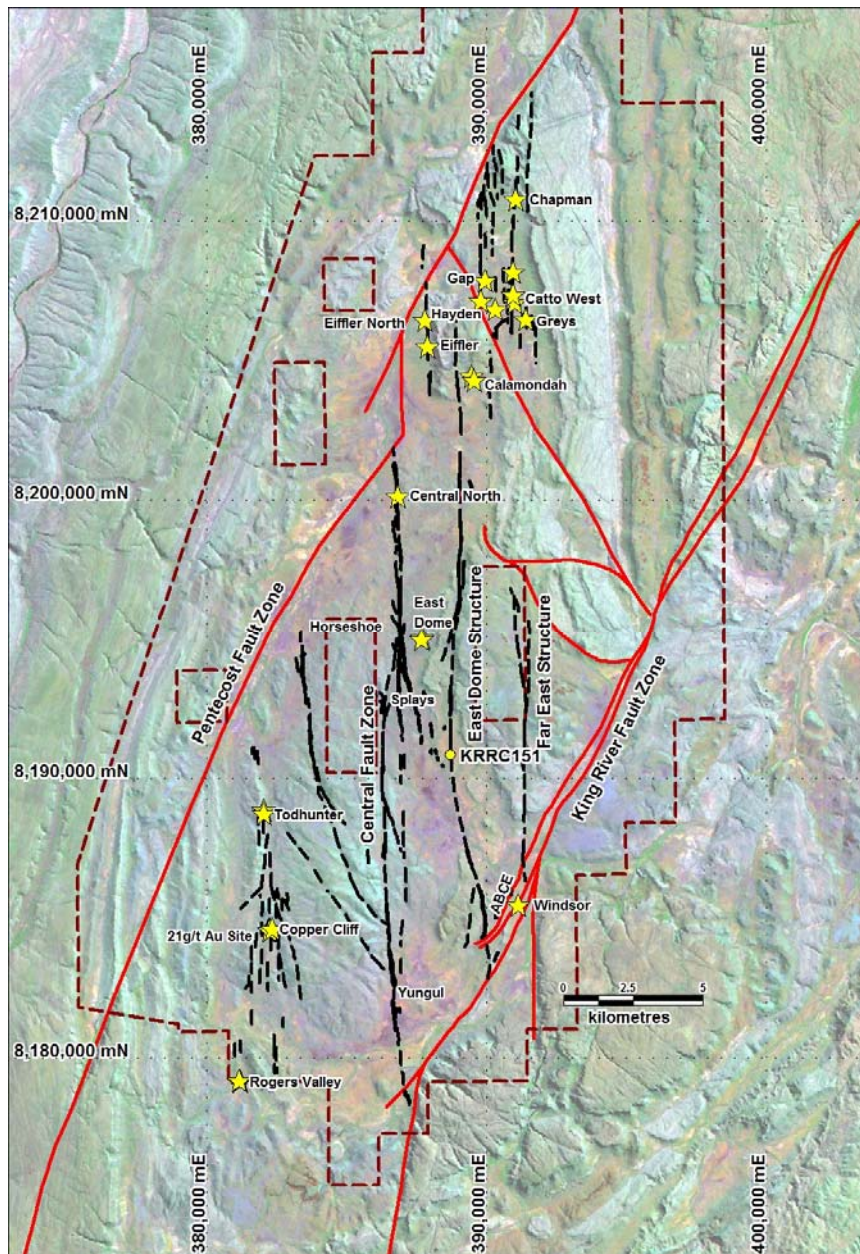 380,000 mE
390,000 mE
400,000 mE
Chapman
8,210,000 mN
Gap
Catto West
Hayden
Eiffler North
Greys
Eiffler
Calamondah
8,200,000 mN
Central North
East
Dome
Horseshoe
Pentecost Fault Zone
Splays
Central Fault Zone
East Dome Structure
Far East Structure
KRRC151
King River Fault Zone
8,190,000 mN
Todhunter
ABCE
Windsor
Copper Cliff
21g/t Au Site
Yungul
0 2.5 5
kilometres
8,180,000 mN
Rogers Valley
380,000 mE
390,000 mE
400,000 mE